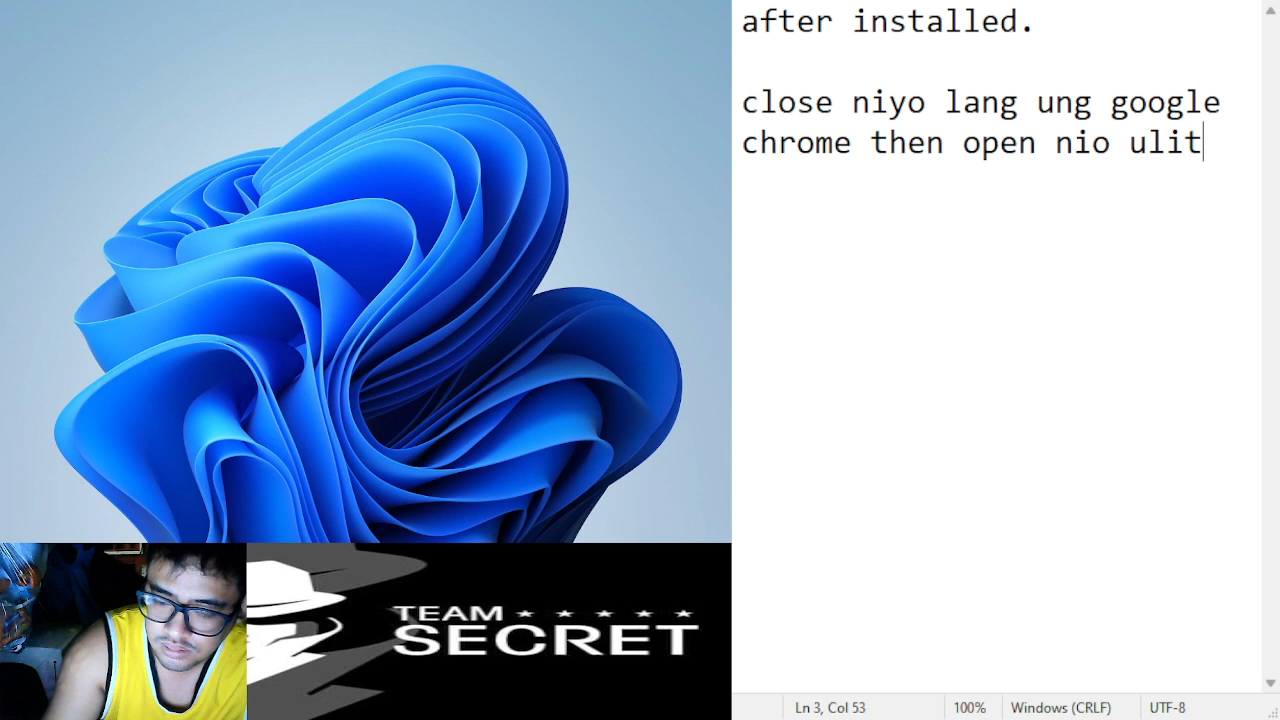 after installed.
close niyo lang ung google
chrome then open nio ulit
TEAM
SECRET
Ln 3, Col 53
100%
Windows (CRLF)
UTF-8